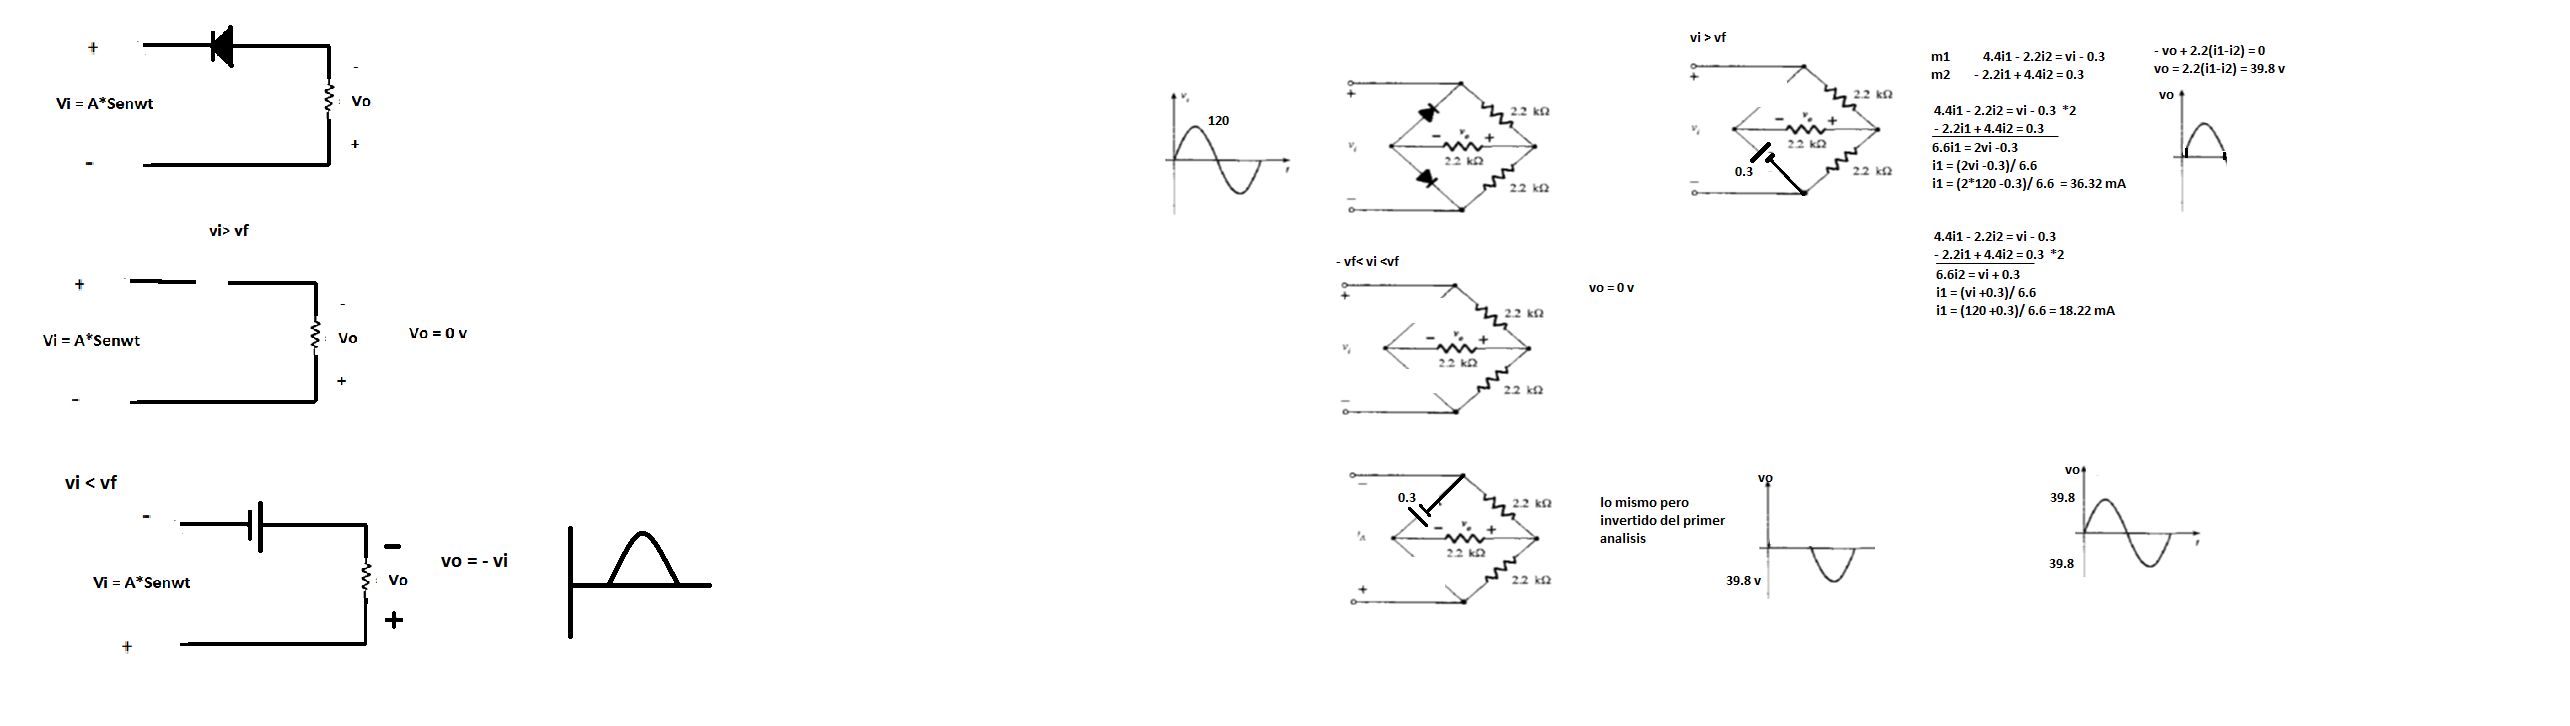 +
Vi = A*Senwt
-
-
Vo
+
vi> vf
+
Vi = A*Senwt
-
-
Vo
+
Vo = 0 v
vi < vf
-
Vi = A*Senwt
+
-
Vo
+
vo = - vi
vi
120
t
+
vi
-
2.2 kΩ
- vo +
2.2 kΩ
2.2 kΩ
vi > vf
+
vi
-
2.2 kΩ
- vo +
2.2 kΩ
0.3
2.2 kΩ
m1 4.4i1 - 2.2i2 = vi - 0.3
m2 - 2.2i1 + 4.4i2 = 0.3
4.4i1 - 2.2i2 = vi - 0.3 *2
- 2.2i1 + 4.4i2 = 0.3
6.6i1 = 2vi -0.3
i1 = (2vi -0.3)/ 6.6
i1 = (2*120 -0.3)/ 6.6 = 36.32 mA
- vo + 2.2(i1-i2) = 0
vo = 2.2(i1-i2) = 39.8 v
vo
4.4i1 - 2.2i2 = vi - 0.3
- 2.2i1 + 4.4i2 = 0.3 *2
6.6i2 = vi + 0.3
i1 = (vi +0.3)/ 6.6
i1 = (120 +0.3)/ 6.6 = 18.22 mA
- vf< vi <vf
+
vi
-
2.2 kΩ
- v +
2.2 kΩ
2.2 kΩ
vo = 0 v
-
0.3
2.2 kΩ
- vo +
2.2 kΩ
2.2 kΩ
+
lo mismo pero
invertido del primer
analisis
vo
39.8 v
vo
39.8
39.8
t